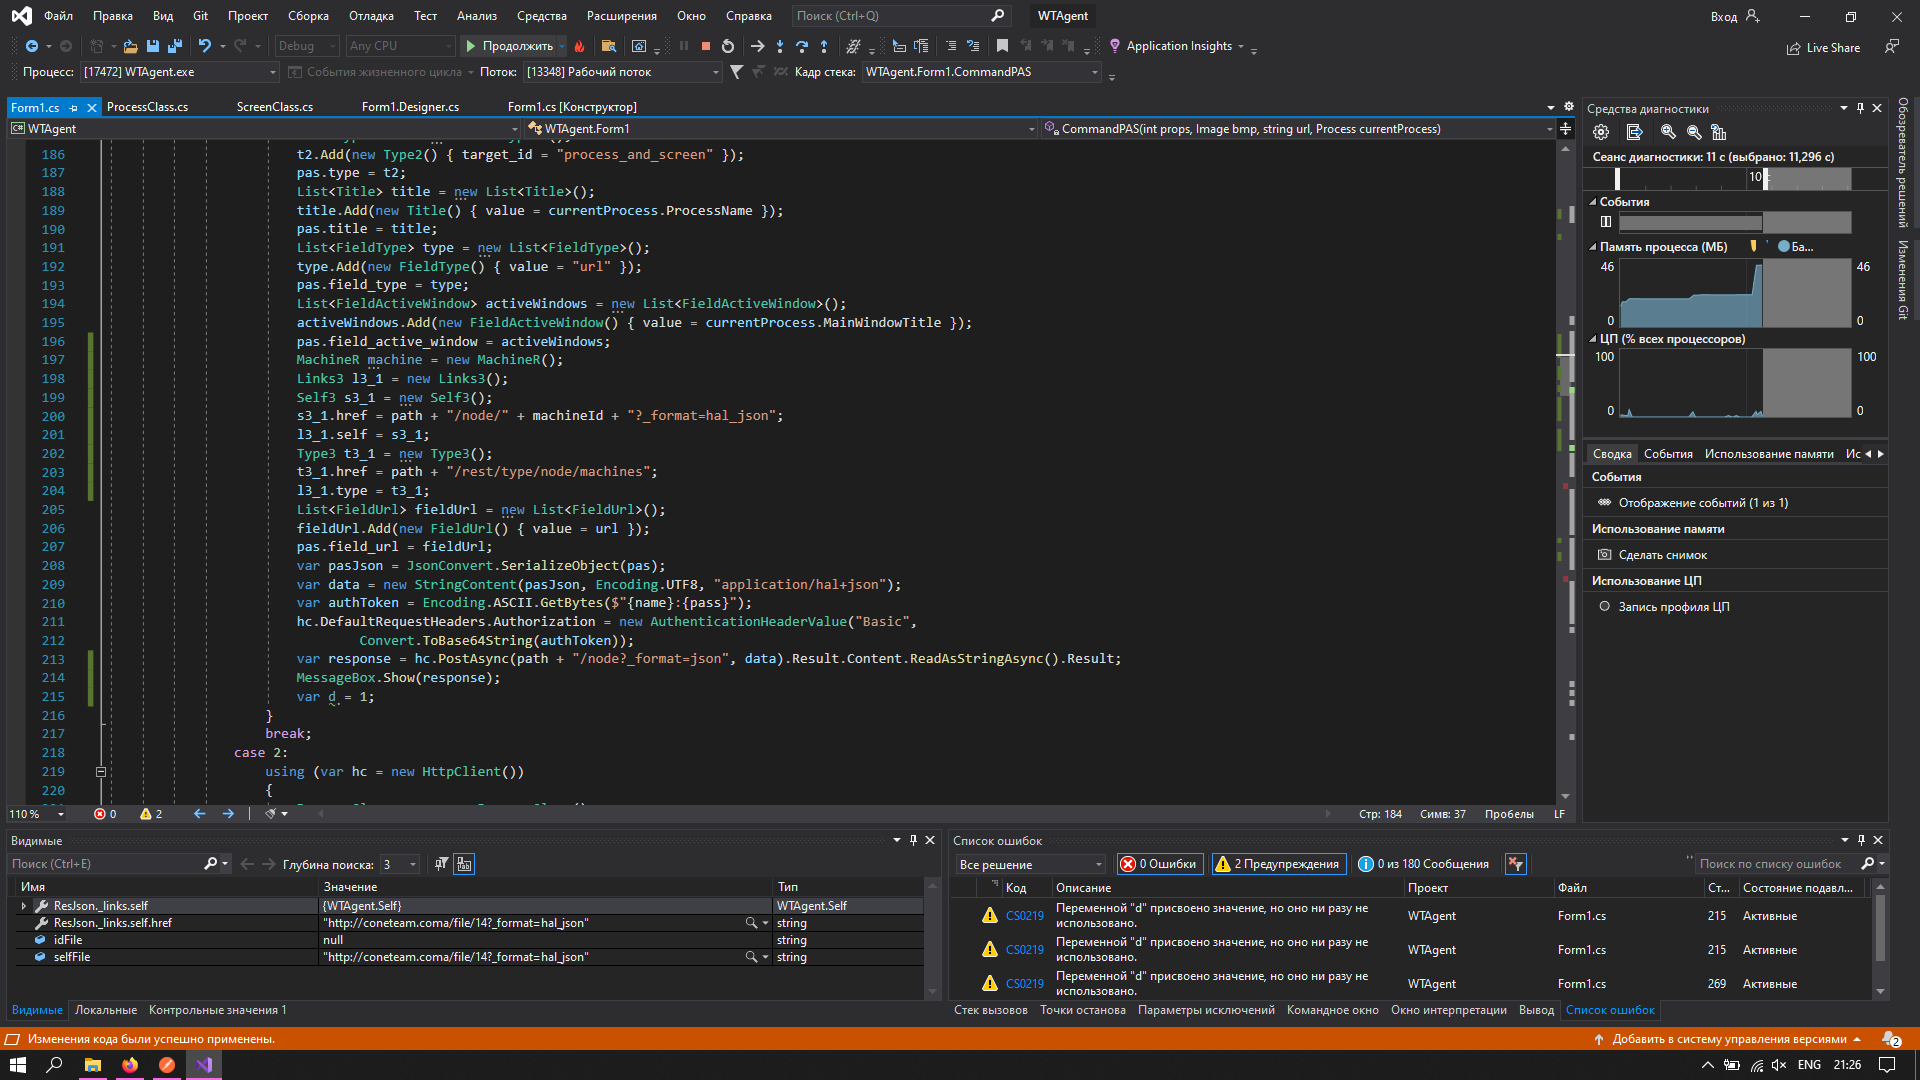 Файл Правка Вид Git Проект Сборка Отладка Тест Анализ Средства Расширения Окно Справка Поиск (Ctrl+Q) WTAgent Вход
Debug Any CPU Продолжить Application Insights Live Share
Процесс: [17472] WTAgent.exe События жизненного цикла Поток: [13348] Рабочий поток Кадр стека: WTAgent.Form1.CommandPAS
Form1.cs ProcessClass.cs ScreenClass.cs Form1.Designer.cs Form1.cs [Конструктор]
WTAgent WTAgent.Form1 CommandPAS(int props, Image bmp, string url, Process currentProcess)
186 t2.Add(new Type2() { target_id = "process_and_screen" });
187 pas.type = t2;
188 List<Title> title = new List<Title>();
189 title.Add(new Title() { value = currentProcess.ProcessName });
190 pas.title = title;
191 List<FieldType> type = new List<FieldType>();
192 type.Add(new FieldType() { value = "url" });
193 pas.field_type = type;
194 List<FieldActiveWindow> activeWindows = new List<FieldActiveWindow>();
195 activeWindows.Add(new FieldActiveWindow() { value = currentProcess.MainWindowTitle });
196 pas.field_active_window = activeWindows;
197 MachineR machine = new MachineR();
198 Links3 l3_1 = new Links3();
199 Self3 s3_1 = new Self3();
200 s3_1.href = path + "/node/" + machineId + "?_format=hal_json";
201 l3_1.self = s3_1;
202 Type3 t3_1 = new Type3();
203 t3_1.href = path + "/rest/type/node/machines";
204 l3_1.type = t3_1;
205 List<FieldUrl> fieldUrl = new List<FieldUrl>();
206 fieldUrl.Add(new FieldUrl() { value = url });
207 pas.field_url = fieldUrl;
208 var pasJson = JsonConvert.SerializeObject(pas);
209 var data = new StringContent(pasJson, Encoding.UTF8, "application/hal+json");
210 var authToken = Encoding.ASCII.GetBytes($"{name}:{pass}");
211 hc.DefaultRequestHeaders.Authorization = new AuthenticationHeaderValue("Basic",
212 Convert.ToBase64String(authToken));
213 var response = hc.PostAsync(path + "/node?_format=json", data).Result.Content.ReadAsStringAsync().Result;
214 MessageBox.Show(response);
215 var d = 1;
216 }
217 break;
218 case 2:
219 using (var hc = new HttpClient())
220 {
110 % 0 2 Стр: 184 Симв: 37 Пробелы LF
Средства диагностики
Сеанс диагностики: 11 с (выбрано: 11,296 с)
10 с
События
Память процесса (МБ) Ба...
46 46
0 0
ЦП (% всех процессоров)
100 100
0 0
Сводка События Использование памяти Ис
События
Отображение событий (1 из 1)
Использование памяти
Сделать снимок
Использование ЦП
Запись профиля ЦП
Обозреватель решений
Изменения Git
Видимые
Поиск (Ctrl+E) Глубина поиска: 3
Имя Значение Тип
ResJson._links.self {WTAgent.Self} WTAgent.Self
ResJson._links.self.href "http://coneteam.coma/file/14?_format=hal_json" string
idFile null string
selfFile "http://coneteam.coma/file/14?_format=hal_json" string
Видимые Локальные Контрольные значения 1
Список ошибок
Все решение 0 Ошибки 2 Предупреждения 0 из 180 Сообщения Поиск по списку ошибок
Код Описание Проект Файл Ст... Состояние подавл...
CS0219 Переменной "d" присвоено значение, но оно ни разу не использовано. WTAgent Form1.cs 215 Активные
CS0219 Переменной "d" присвоено значение, но оно ни разу не использовано. WTAgent Form1.cs 215 Активные
CS0219 Переменной "d" присвоено значение, но оно ни разу не использовано. WTAgent Form1.cs 269 Активные
Стек вызовов Точки останова Параметры исключений Командное окно Окно интерпретации Вывод Список ошибок
Изменения кода были успешно применены. Добавить в систему управления версиями 2
ENG 21:26